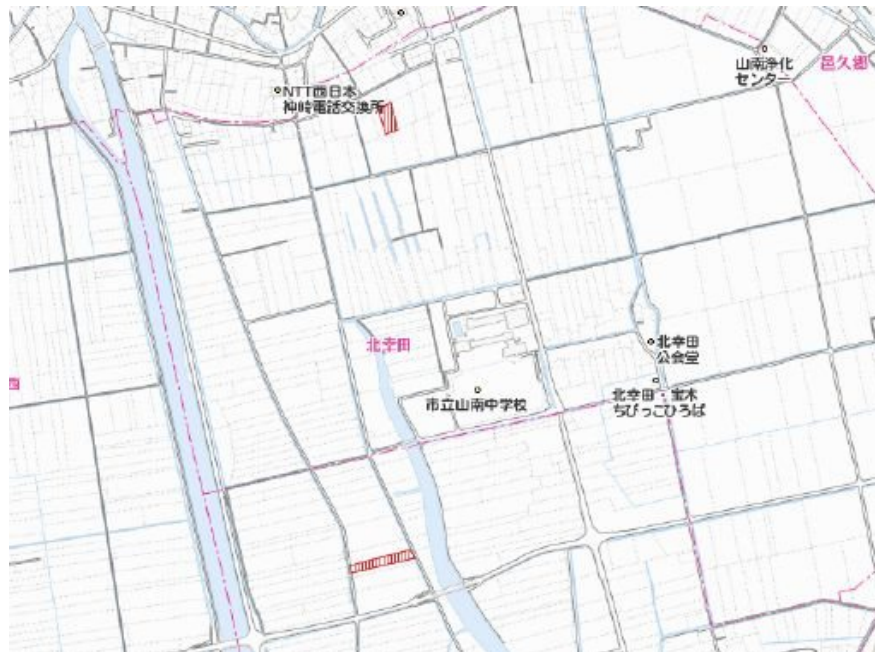 山南浄化
センター
邑久郷
NTT西日本
神崎電話交換所
北幸田
北幸田
公会堂
市立山南中学校
北幸田・宝木
ちびっこひろば